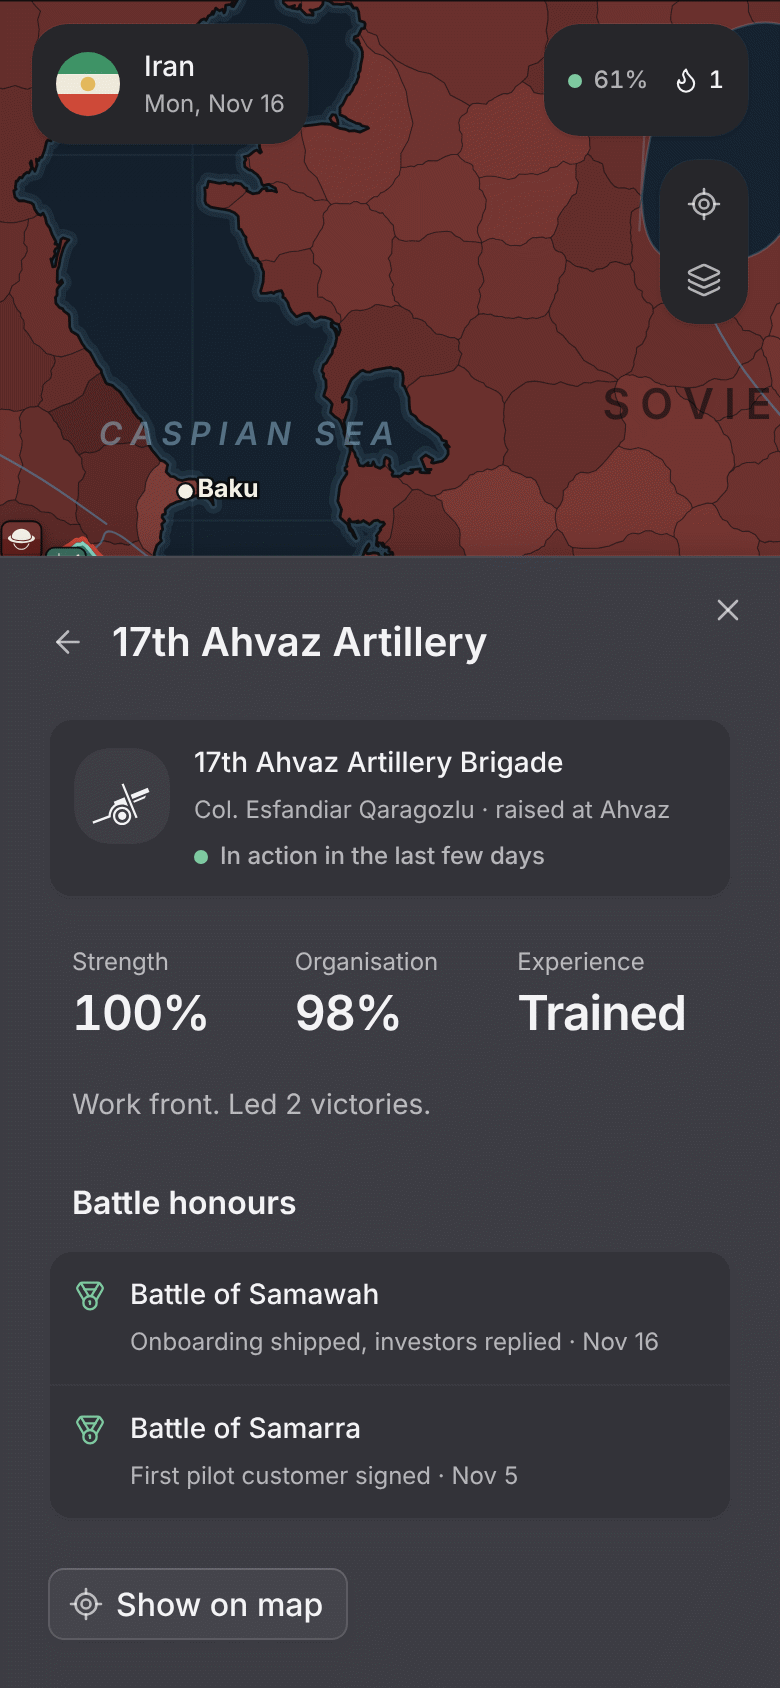 Iran
Mon, Nov 16
61%
1
SOVIE
CASPIAN SEA
Baku
17th Ahvaz Artillery
17th Ahvaz Artillery Brigade
Col. Esfandiar Qaragozlu · raised at Ahvaz
In action in the last few days
Strength
Organisation
Experience
100%
98%
Trained
Work front. Led 2 victories.
Battle honours
Battle of Samawah
Onboarding shipped, investors replied · Nov 16
Battle of Samarra
First pilot customer signed · Nov 5
Show on map